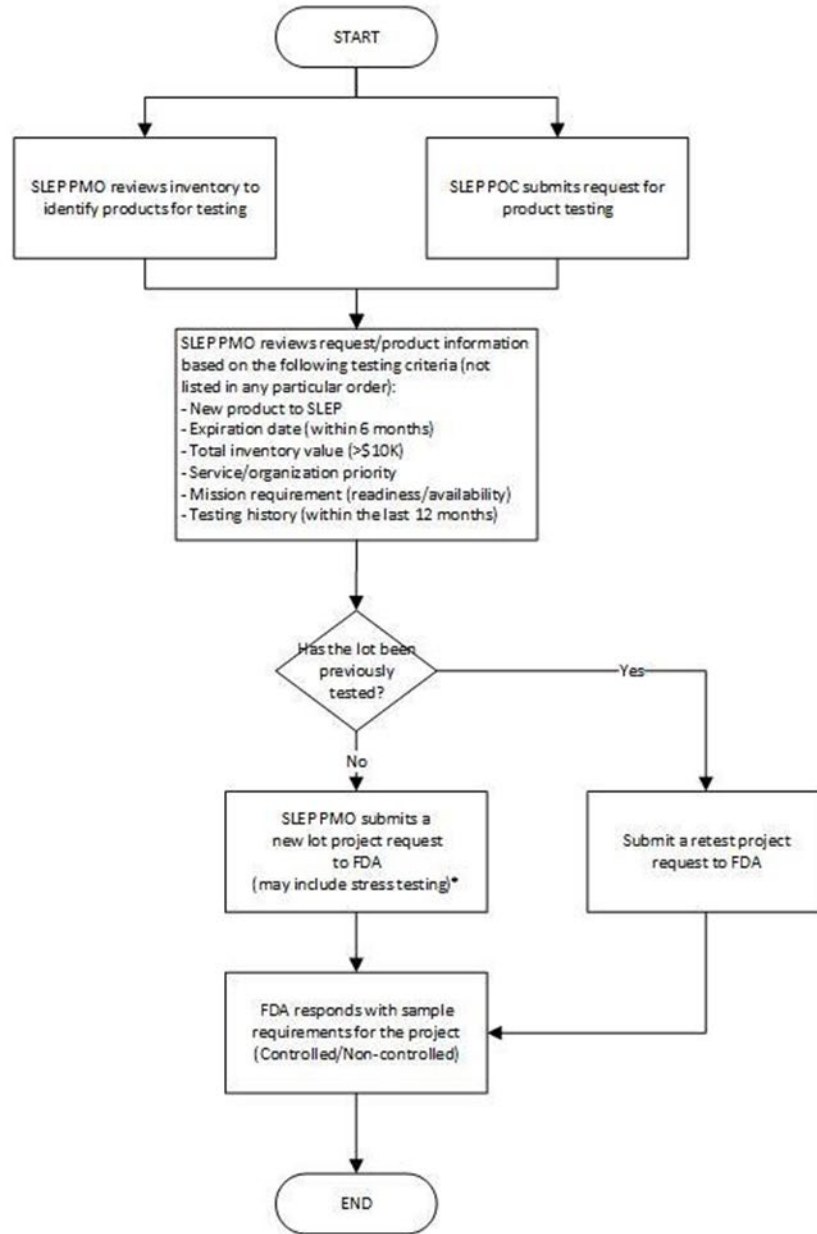 START
SLEP PMO reviews inventory to
identify products for testing
SLEP POC submits request for
product testing
SLEP PMO reviews request/product information
based on the following testing criteria (not
listed in any particular order):
- New product to SLEP
- Expiration date (within 6 months)
- Total inventory value (>$10K)
- Service/organization priority
- Mission requirement (readiness/availability)
- Testing history (within the last 12 months)
Has the lot been
previously
tested?
Yes
No
SLEP PMO submits a
new lot project request
to FDA
(may include stress testing)*
Submit a retest project
request to FDA
FDA responds with sample
requirements for the project
(Controlled/Non-controlled)
END